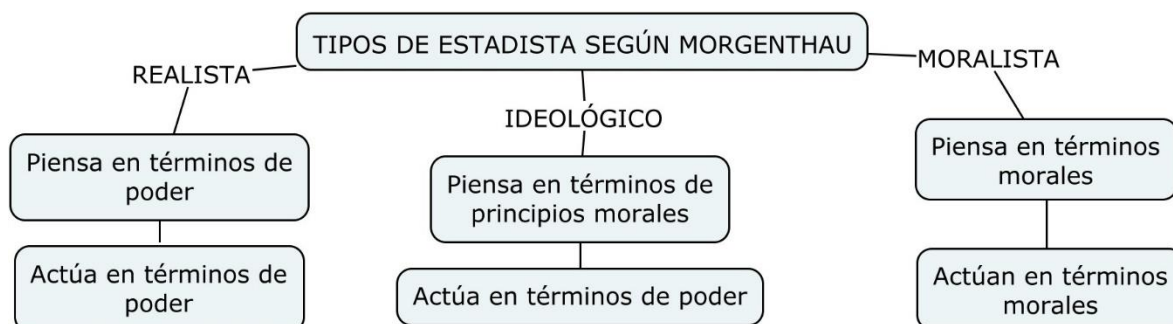 TIPOS DE ESTADISTA SEGÚN MORGENTHAU
REALISTA
Piensa en términos de
poder
Actúa en términos de
poder
IDEOLÓGICO
Piensa en términos de
principios morales
Actúa en términos de poder
MORALISTA
Piensa en términos
morales
Actúan en términos
morales